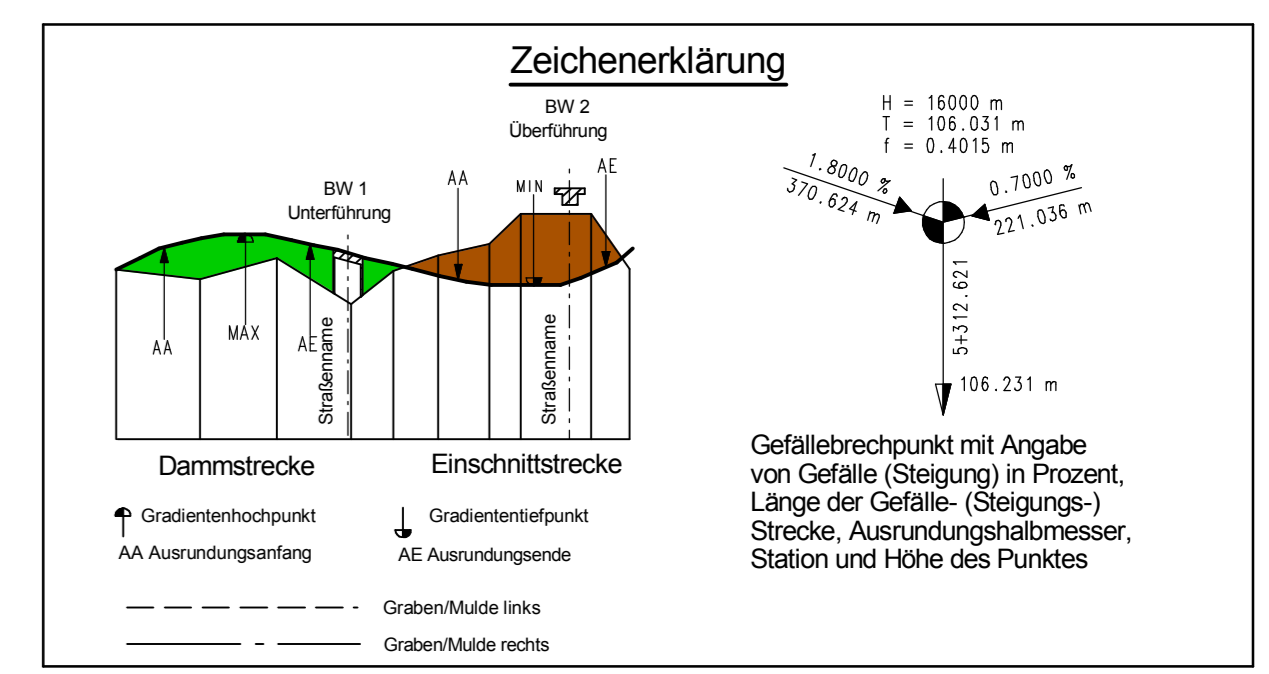 Zeichenerklärung
BW 2
Überführung
BW 1
Unterführung
AA
MIN
AE
AA
MAX
AE
Straßenname
Straßenname
Dammstrecke
Einschnittstrecke
Gradientenhochpunkt
Gradiententiefpunkt
AA Ausrundungsanfang
AE Ausrundungsende
Graben/Mulde links
Graben/Mulde rechts
H = 16000 m
T = 106.031 m
f = 0.4015 m
1.8000 %
370.624 m
0.7000 %
221.036 m
5+312.621
106.231 m
Gefällebrechpunkt mit Angabe
von Gefälle (Steigung) in Prozent,
Länge der Gefälle- (Steigungs-)
Strecke, Ausrundungshalbmesser,
Station und Höhe des Punktes